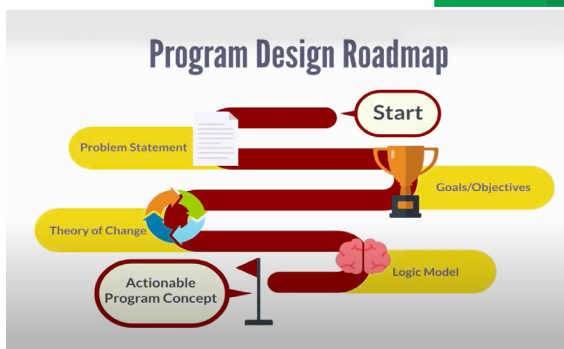 Program Design Roadmap
Start
Problem Statement
Goals/Objectives
Theory of Change
Logic Model
Actionable
Program Concept